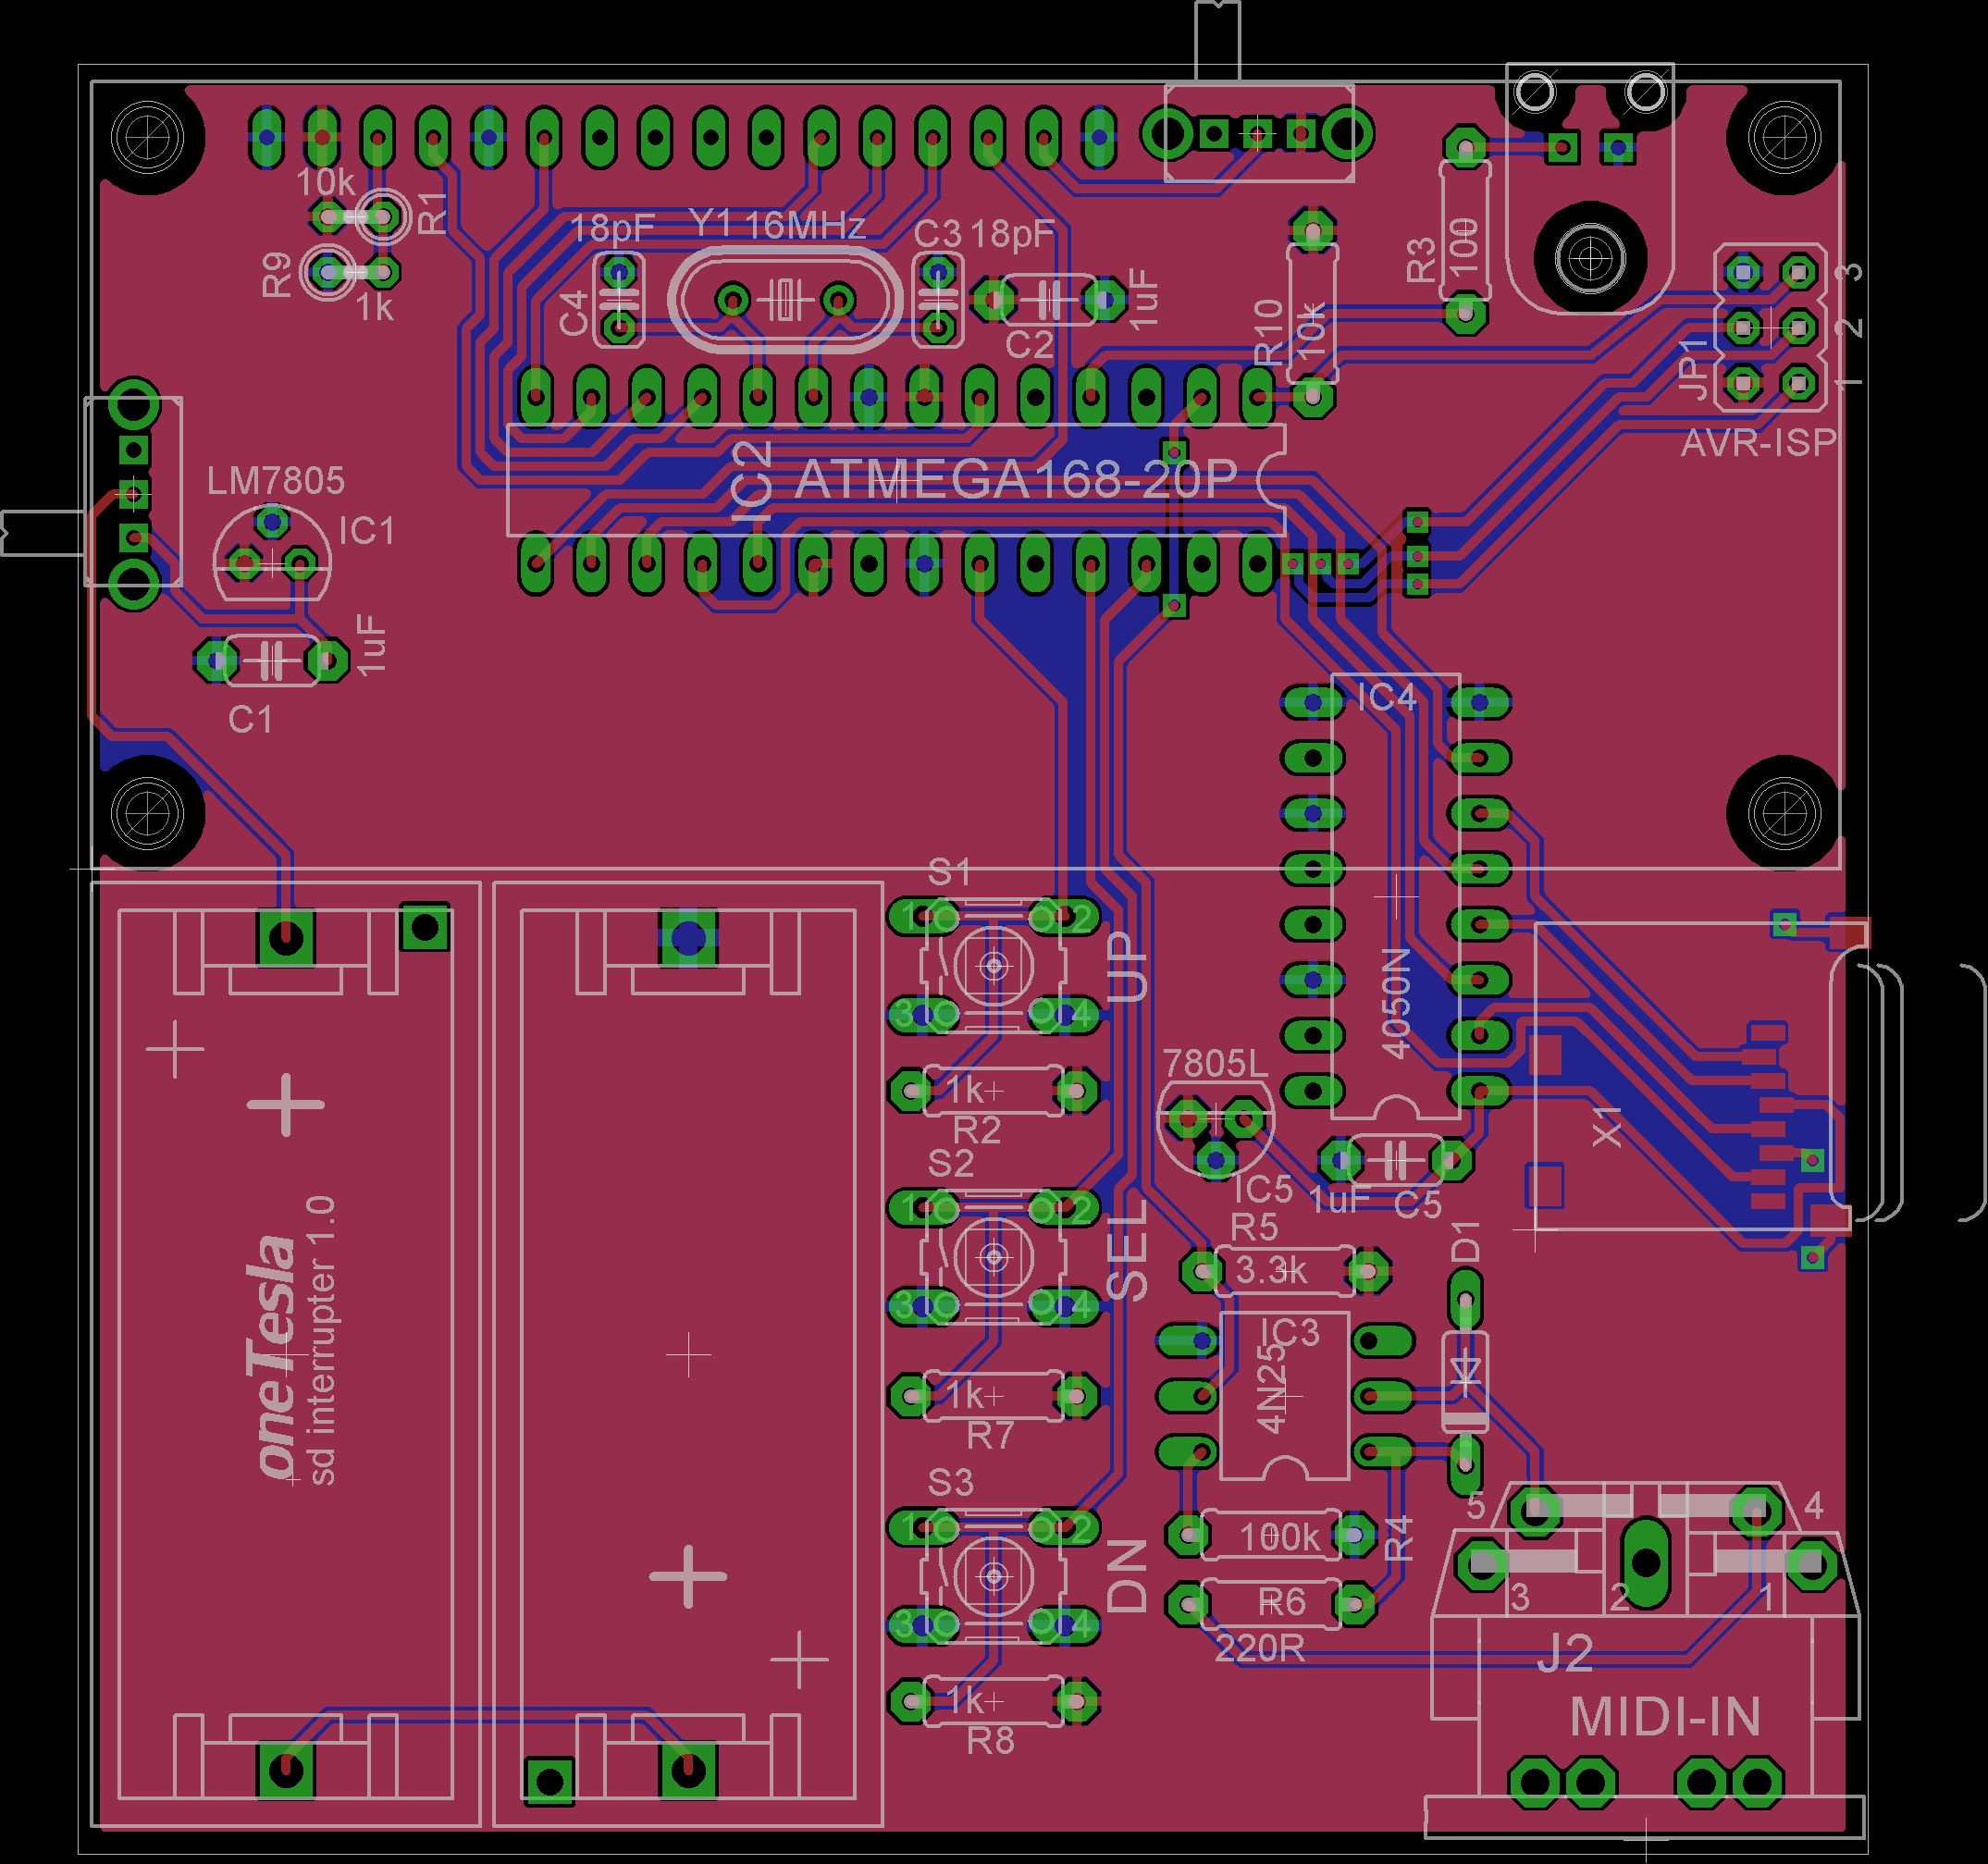 10k
R1
R9
1k
18pF
C4
Y1 16MHz
C3 18pF
C2
1uF
R10
10k
R3
100
JP1
3
2
1
AVR-ISP
LM7805
IC1
1uF
C1
IC2
ATMEGA168-20P
IC4
4050N
S1
1
2
3
4
UP
1k
R2
S2
1
2
3
4
SEL
1k
R7
S3
1
2
3
4
DN
1k
R8
7805L
IC5
1uF
C5
R5
3.3k
D1
IC3
4N25
100k
R4
R6
220R
X1
5
4
3
2
1
J2
MIDI-IN
oneTesla
sd interrupter 1.0